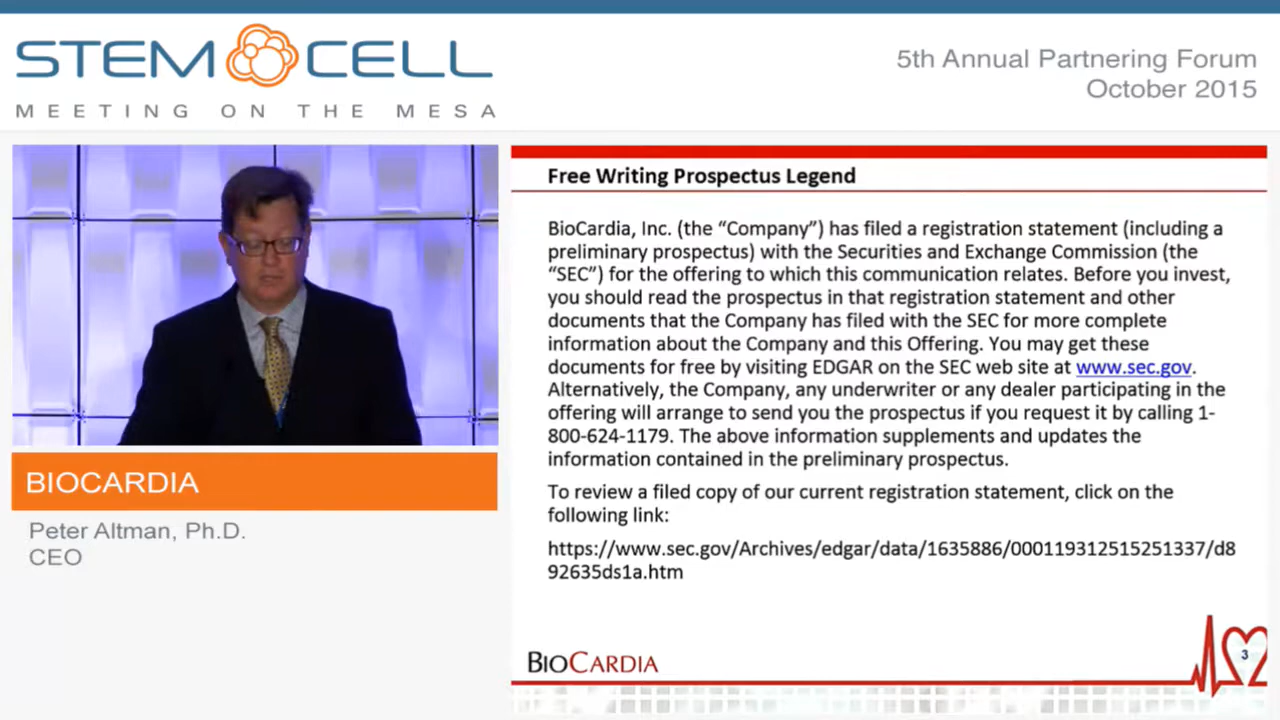 STEM CELL
MEETING ON THE MESA
5th Annual Partnering Forum
October 2015
BIOCARDIA
Peter Altman, Ph.D.
CEO
Free Writing Prospectus Legend
BioCardia, Inc. (the “Company”) has filed a registration statement (including a
preliminary prospectus) with the Securities and Exchange Commission (the
“SEC”) for the offering to which this communication relates. Before you invest,
you should read the prospectus in that registration statement and other
documents that the Company has filed with the SEC for more complete
information about the Company and this Offering. You may get these
documents for free by visiting EDGAR on the SEC web site at www.sec.gov.
Alternatively, the Company, any underwriter or any dealer participating in the
offering will arrange to send you the prospectus if you request it by calling 1-
800-624-1179. The above information supplements and updates the
information contained in the preliminary prospectus.
To review a filed copy of our current registration statement, click on the
following link:
https://www.sec.gov/Archives/edgar/data/1635886/000119312515251337/d8
92635ds1a.htm
BIOCARDIA
3